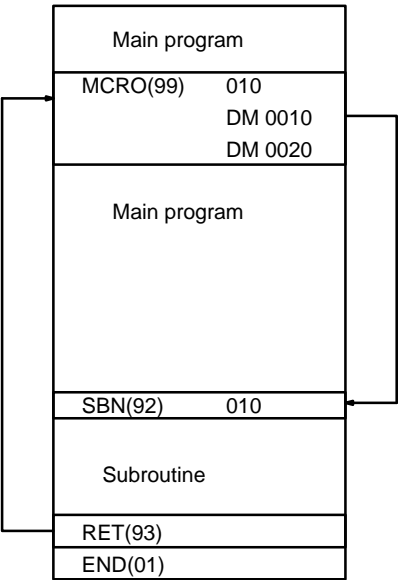 Main program
MCRO(99) 010
DM 0010
DM 0020
Main program
SBN(92) 010
Subroutine
RET(93)
END(01)